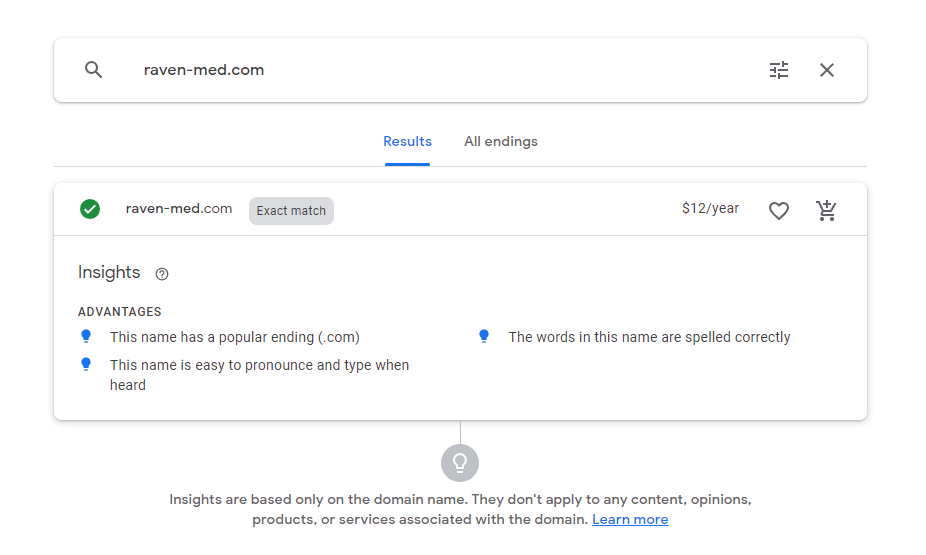 raven-med.com
Results All endings
raven-med.com Exact match $12/year
Insights
ADVANTAGES
This name has a popular ending (.com)
The words in this name are spelled correctly
This name is easy to pronounce and type when
heard
Insights are based only on the domain name. They don't apply to any content, opinions,
products, or services associated with the domain. Learn more